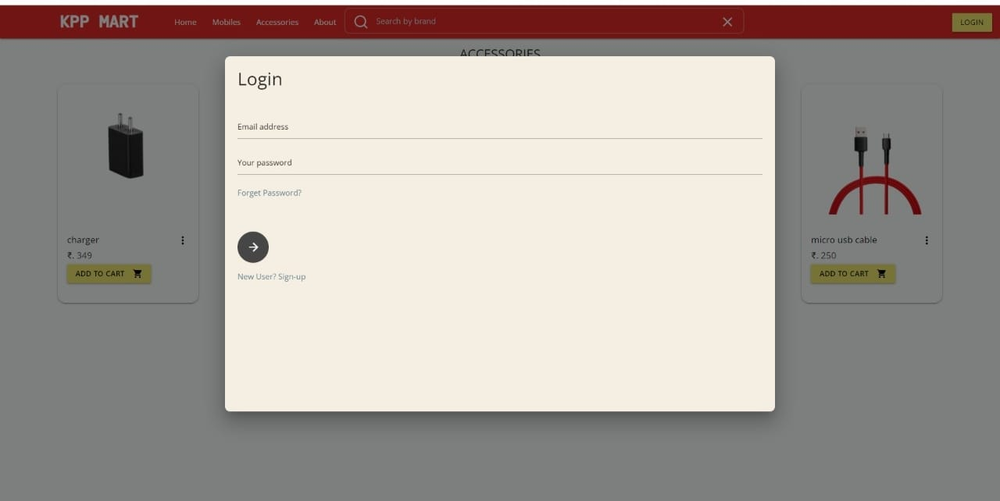 KPP MART
Home Mobiles Accessories About Search by brand LOGIN
ACCESSORIES
Login
Email address
Your password
Forget Password?
New User? Sign-up
charger
₹. 349
ADD TO CART
micro usb cable
₹. 250
ADD TO CART